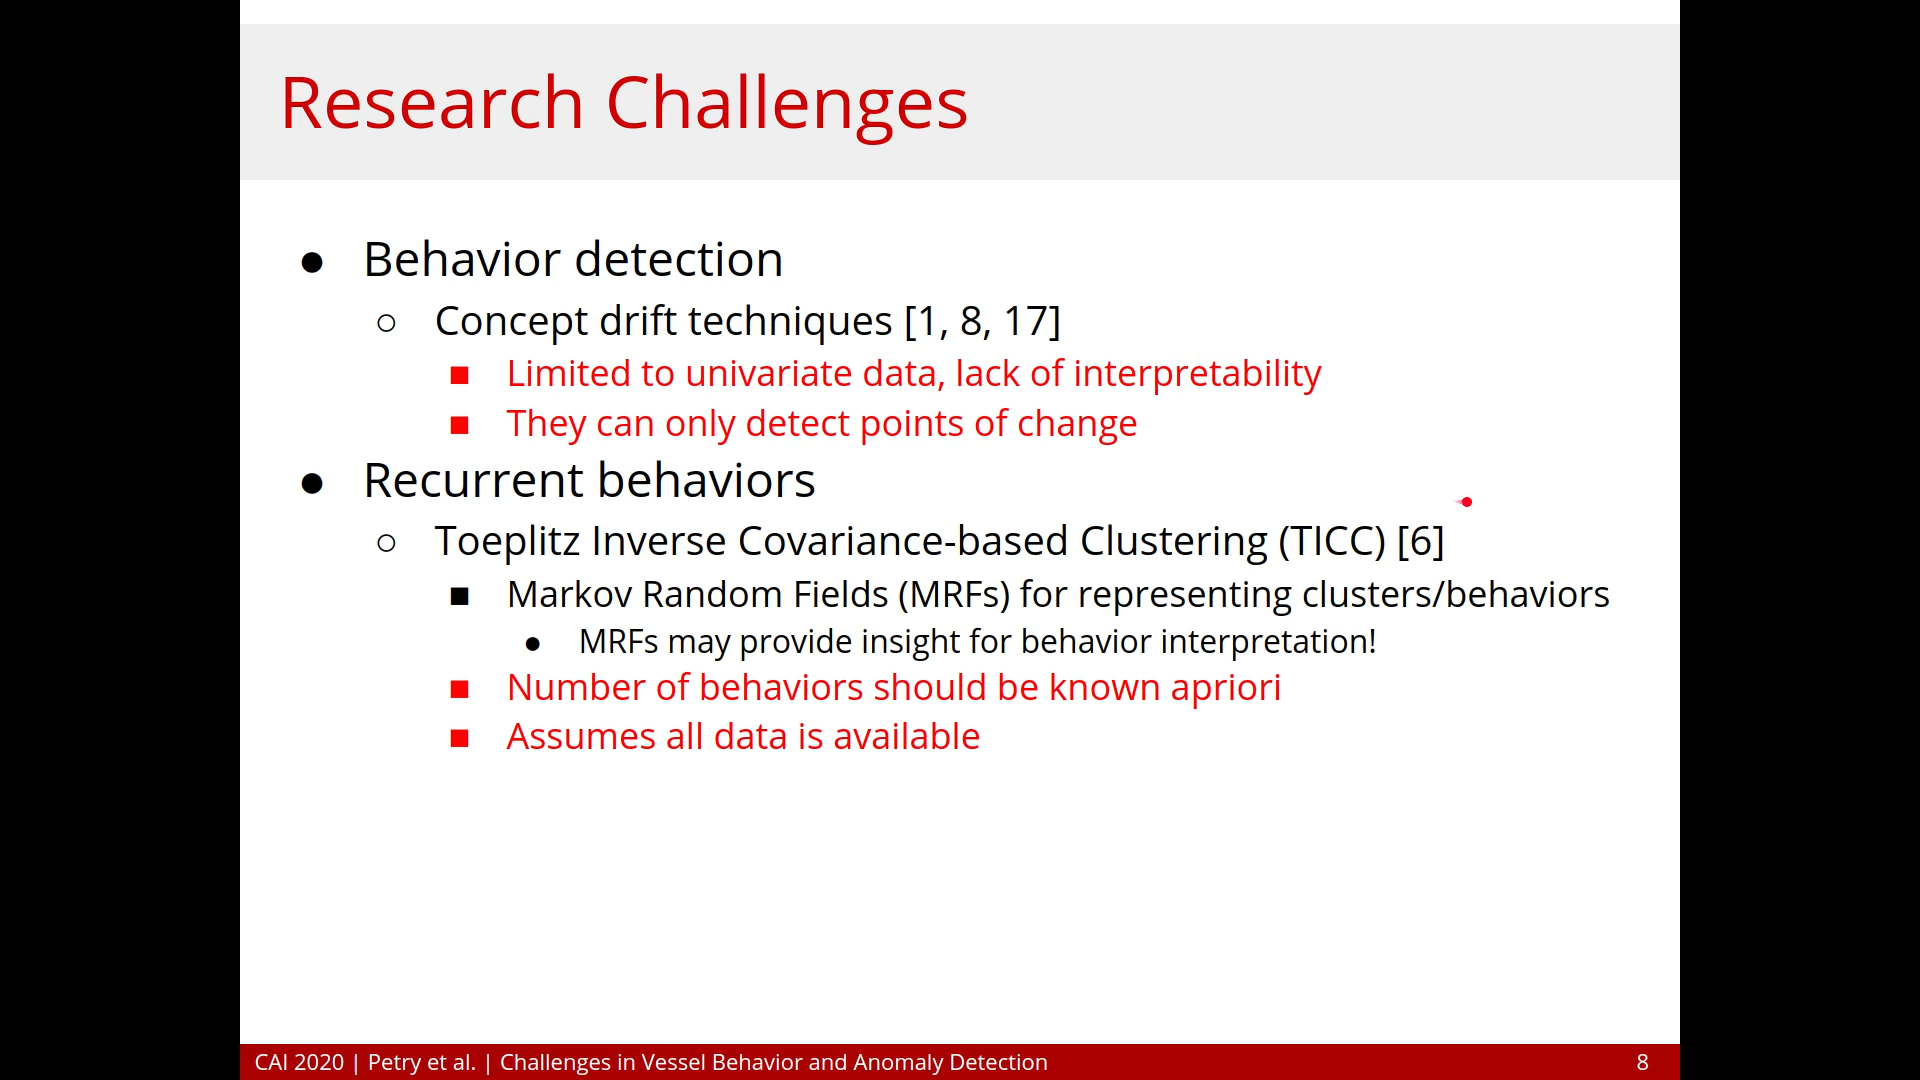 Research Challenges
● Behavior detection
○ Concept drift techniques [1, 8, 17]
■ Limited to univariate data, lack of interpretability
■ They can only detect points of change
● Recurrent behaviors
○ Toeplitz Inverse Covariance-based Clustering (TICC) [6]
■ Markov Random Fields (MRFs) for representing clusters/behaviors
● MRFs may provide insight for behavior interpretation!
■ Number of behaviors should be known apriori
■ Assumes all data is available
CAI 2020 | Petry et al. | Challenges in Vessel Behavior and Anomaly Detection 8